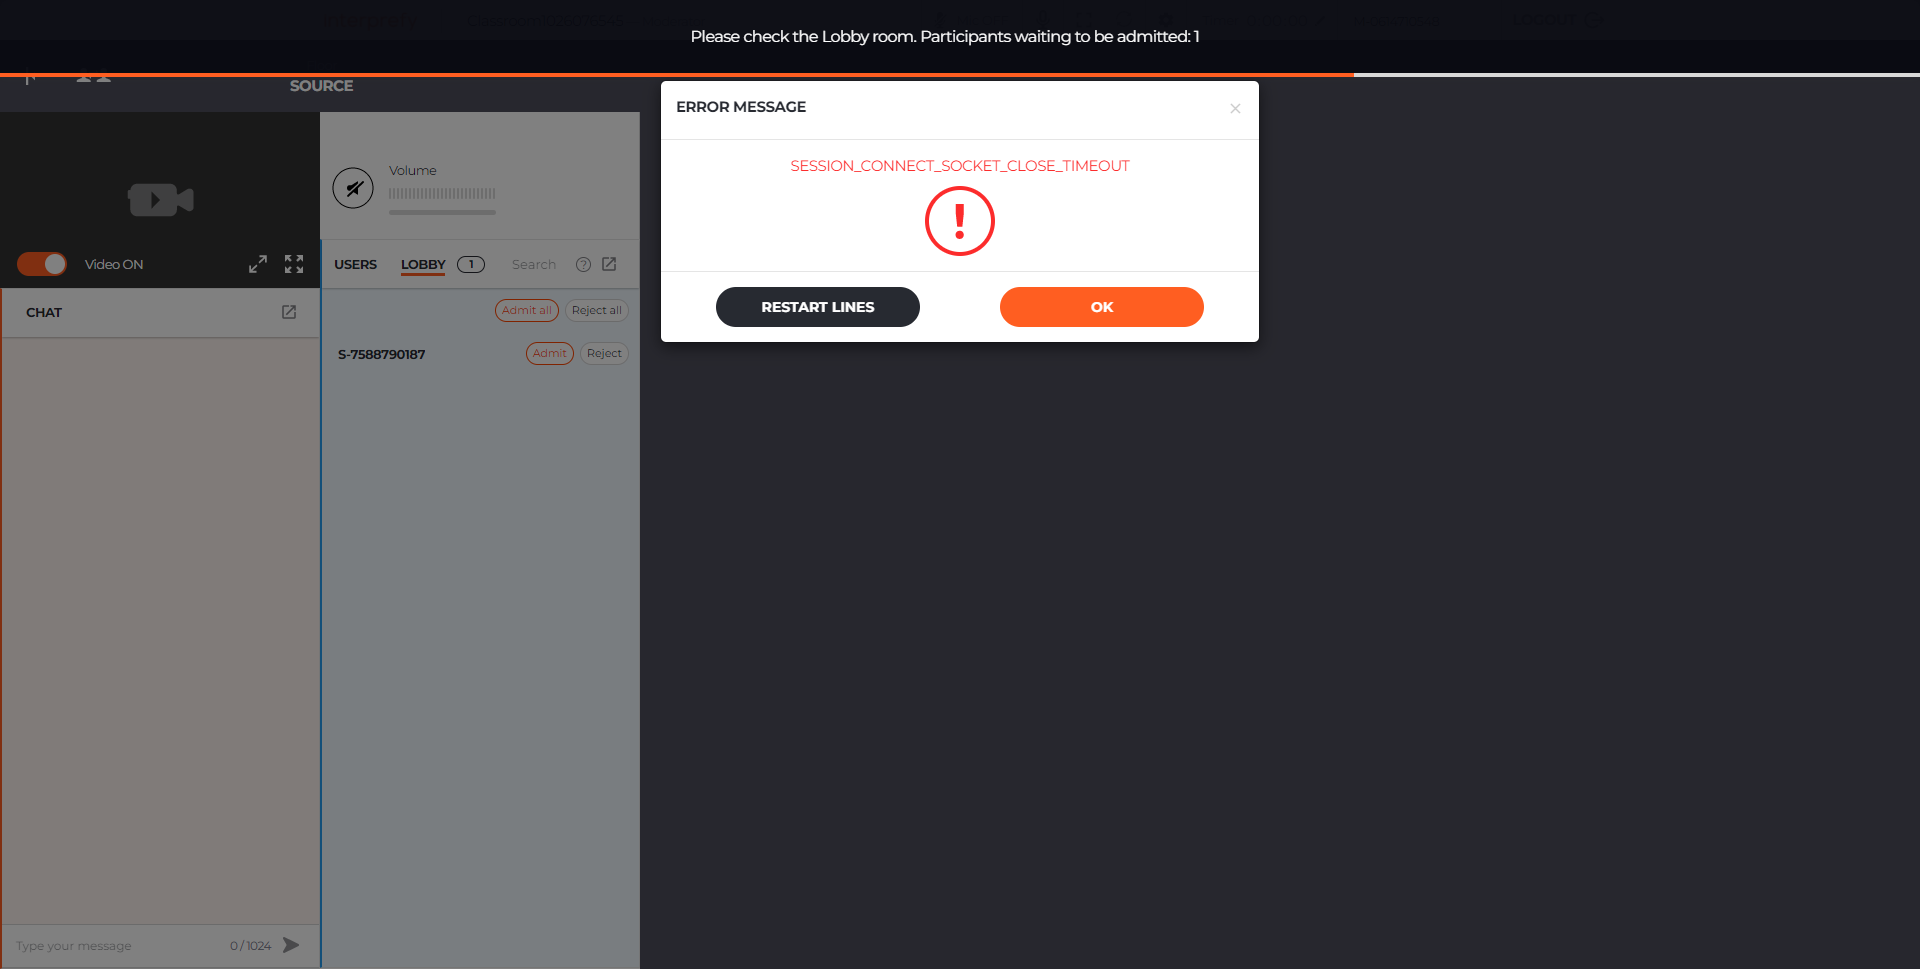 Please check the Lobby room. Participants waiting to be admitted: 1
SOURCE
ERROR MESSAGE
SESSION_CONNECT_SOCKET_CLOSE_TIMEOUT
RESTART LINES
OK
Volume
Video ON
USERS
LOBBY
1
Search
Admit all
Reject all
CHAT
S-7588790187
Admit
Reject
Type your message
0 / 1024